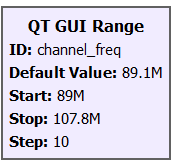 QT GUI Range
ID: channel_freq
Default Value: 89.1M
Start: 89M
Stop: 107.8M
Step: 10